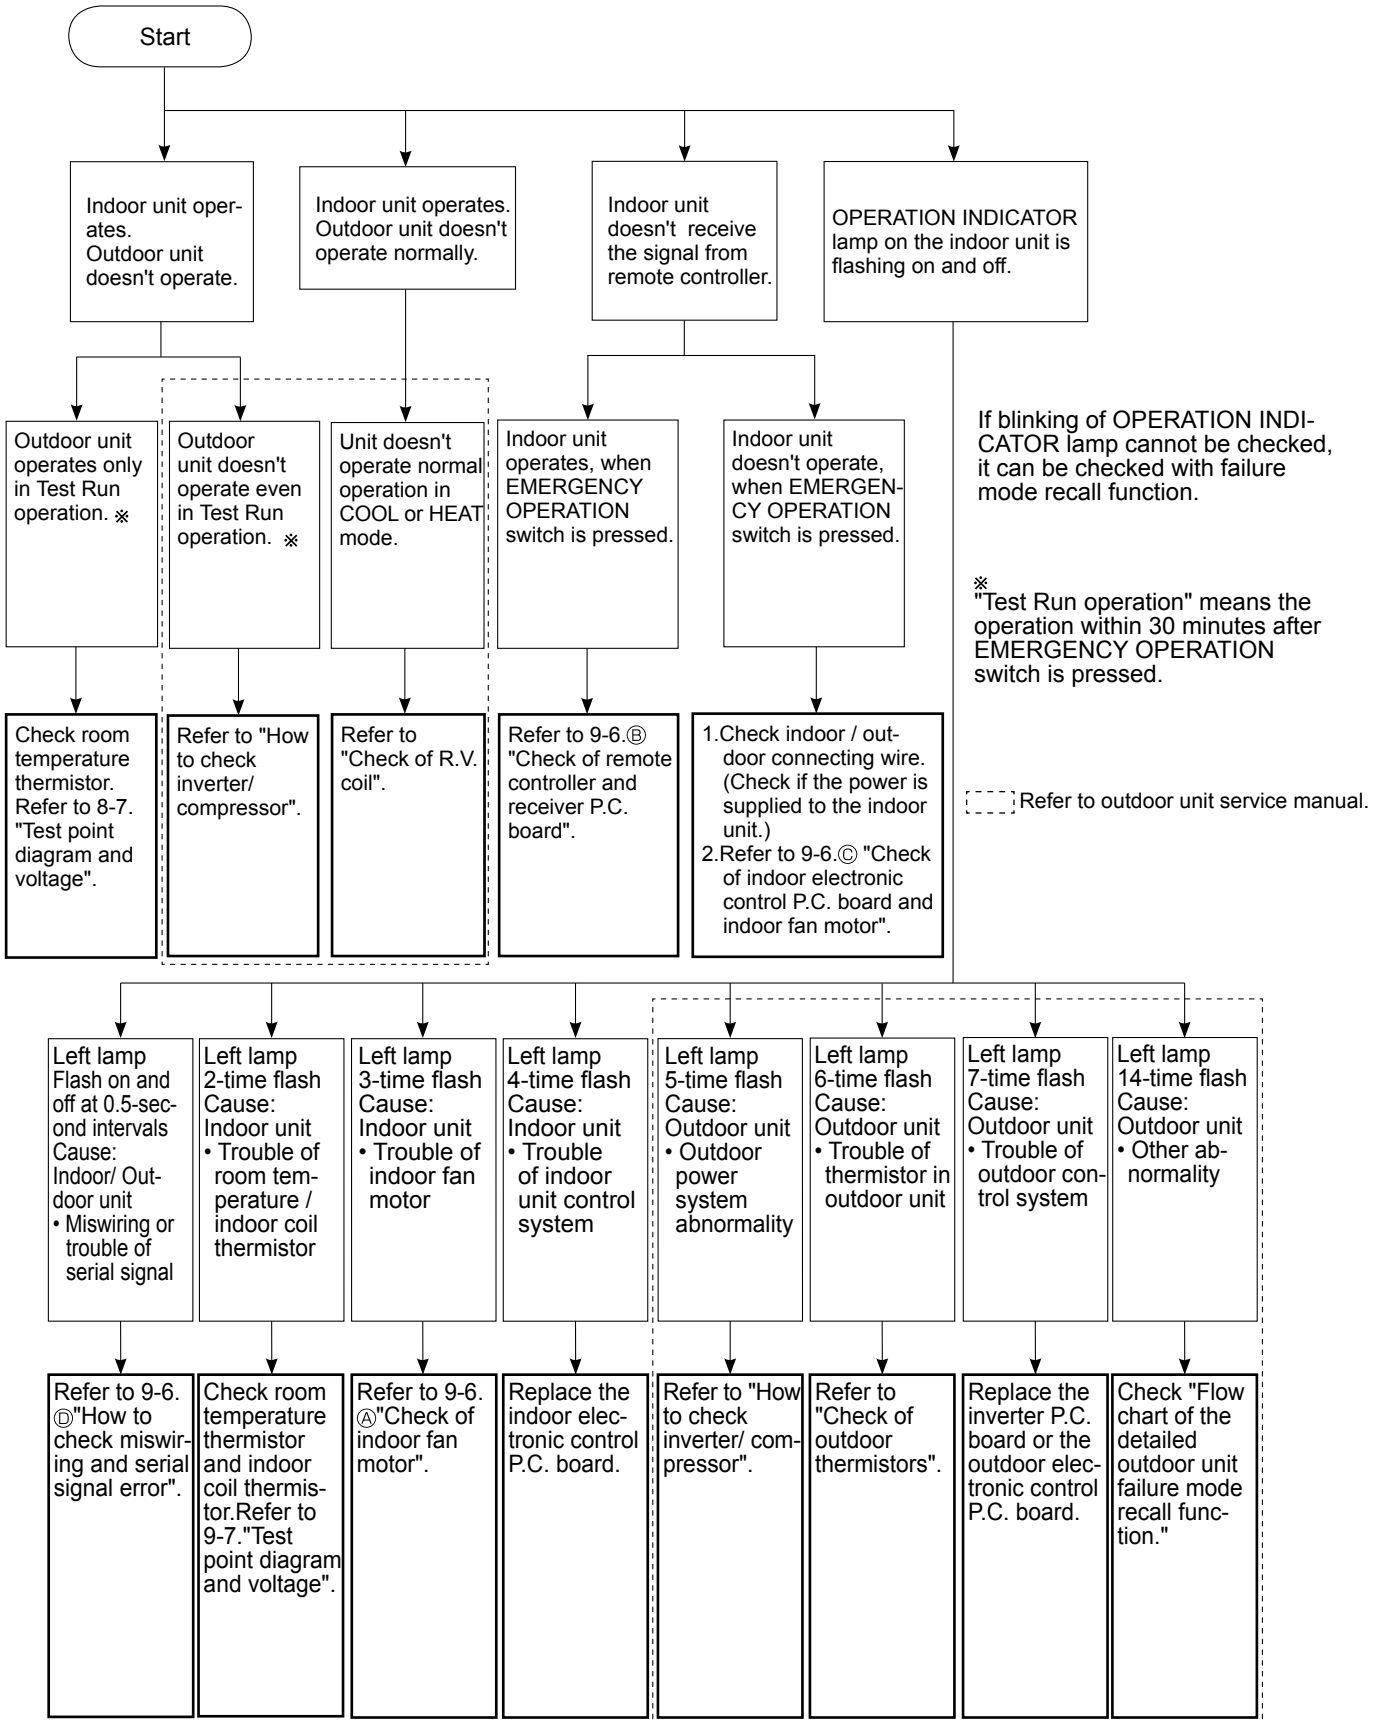 Start
Indoor unit oper-
ates.
Outdoor unit
doesn't operate.
Indoor unit operates.
Outdoor unit doesn't
operate normally.
Indoor unit
doesn't receive
the signal from
remote controller.
OPERATION INDICATOR
lamp on the indoor unit is
flashing on and off.
Outdoor unit
operates only
in Test Run
operation. ※
Outdoor
unit doesn't
operate even
in Test Run
operation. ※
Unit doesn't
operate normal
operation in
COOL or HEAT
mode.
Indoor unit
operates, when
EMERGENCY
OPERATION
switch is pressed.
Indoor unit
doesn't operate,
when EMERGEN-
CY OPERATION
switch is pressed.
If blinking of OPERATION INDI-
CATOR lamp cannot be checked,
it can be checked with failure
mode recall function.
※
"Test Run operation" means the
operation within 30 minutes after
EMERGENCY OPERATION
switch is pressed.
Check room
temperature
thermistor.
Refer to 8-7.
"Test point
diagram and
voltage".
Refer to "How
to check
inverter/
compressor".
Refer to
"Check of R.V.
coil".
Refer to 9-6.Ⓑ
"Check of remote
controller and
receiver P.C.
board".
1.Check indoor / out-
door connecting wire.
(Check if the power is
supplied to the indoor
unit.)
2.Refer to 9-6.Ⓒ "Check
of indoor electronic
control P.C. board and
indoor fan motor".
Refer to outdoor unit service manual.
Left lamp
Flash on and
off at 0.5-sec-
ond intervals
Cause:
Indoor/ Out-
door unit
• Miswiring or
trouble of
serial signal
Left lamp
2-time flash
Cause:
Indoor unit
• Trouble of
room tem-
perature /
indoor coil
thermistor
Left lamp
3-time flash
Cause:
Indoor unit
• Trouble of
indoor fan
motor
Left lamp
4-time flash
Cause:
Indoor unit
• Trouble
of indoor
unit control
system
Left lamp
5-time flash
Cause:
Outdoor unit
• Outdoor
power
system
abnormality
Left lamp
6-time flash
Cause:
Outdoor unit
• Trouble of
thermistor in
outdoor unit
Left lamp
7-time flash
Cause:
Outdoor unit
• Trouble of
outdoor con-
trol system
Left lamp
14-time flash
Cause:
Outdoor unit
• Other ab-
normality
Refer to 9-6.
Ⓓ"How to
check miswir-
ing and serial
signal error".
Check room
temperature
thermistor
and indoor
coil thermis-
tor.Refer to
9-7."Test
point diagram
and voltage".
Refer to 9-6.
Ⓐ"Check of
indoor fan
motor".
Replace the
indoor elec-
tronic control
P.C. board.
Refer to "How
to check
inverter/ com-
pressor".
Refer to
"Check of
outdoor
thermistors".
Replace the
inverter P.C.
board or the
outdoor elec-
tronic control
P.C. board.
Check "Flow
chart of the
detailed
outdoor unit
failure mode
recall func-
tion."